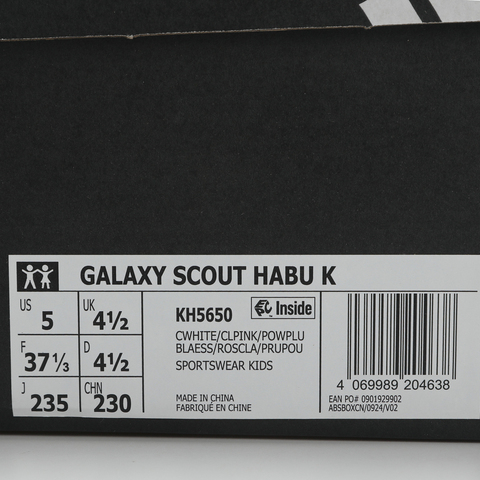 GALAXY SCOUT HABU K
US 5 UK 4½
F 37⅓ D 4½
J 235 CHN 230
KH5650 Inside
CWHITE/CLPINK/POWPLU
BLAESS/ROSCLA/PRUPOU
SPORTSWEAR KIDS
MADE IN CHINA
FABRIQUÉ EN CHINE
4 069989 204638
EAN PO# 0901929902
ABSBOXCN/0924/V02